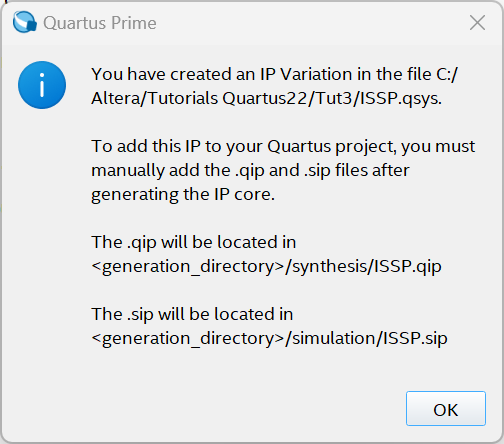 Quartus Prime
You have created an IP Variation in the file C:/
Altera/Tutorials Quartus22/Tut3/ISSP.qsys.
To add this IP to your Quartus project, you must
manually add the .qip and .sip files after
generating the IP core.
The .qip will be located in
<generation_directory>/synthesis/ISSP.qip
The .sip will be located in
<generation_directory>/simulation/ISSP.sip
OK